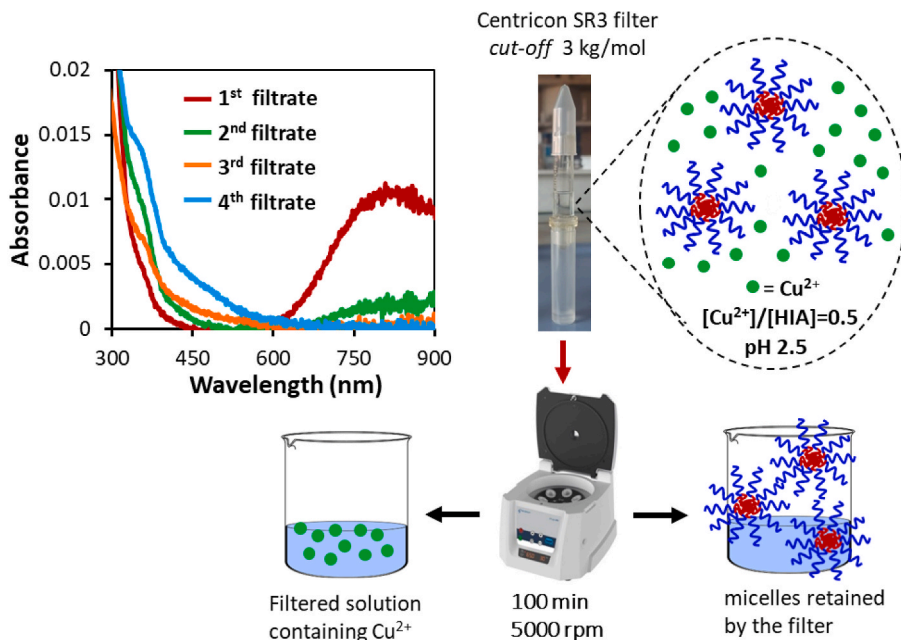 Centricon SR3 filter
cut-off 3 kg/mol
0.02
0.015
0.01
0.005
0
Absorbance
1st filtrate
2nd filtrate
3rd filtrate
4th filtrate
300 450 600 750 900
Wavelength (nm)
= Cu²⁺
[Cu²⁺]/[HIA]=0.5
pH 2.5
Filtered solution
containing Cu²⁺
100 min
5000 rpm
micelles retained
by the filter